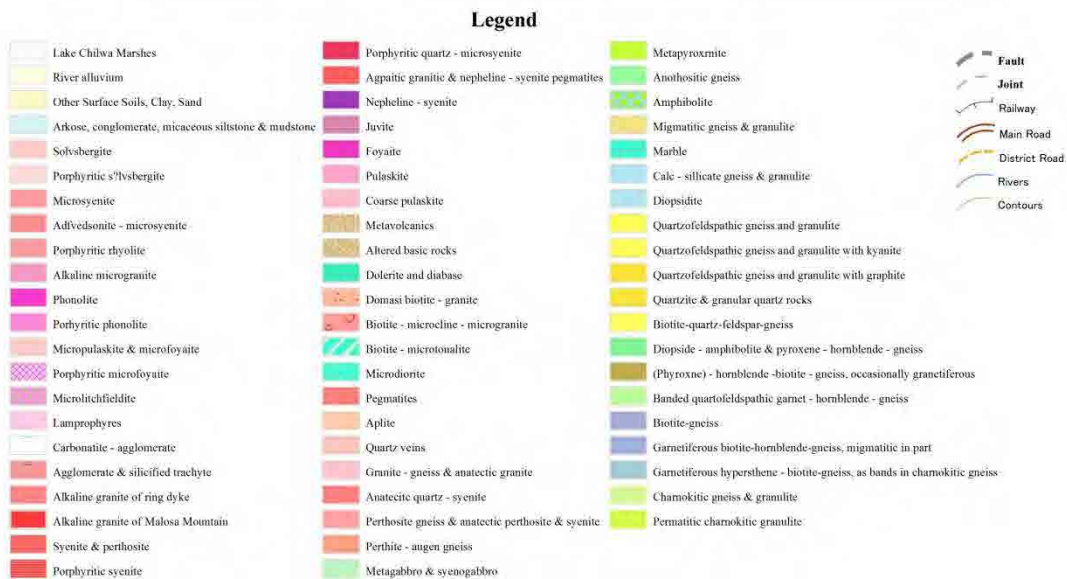 Legend
Lake Chilwa Marshes
River alluvium
Other Surface Soils, Clay, Sand
Arkose, conglomerate, micaceous siltstone & mudstone
Solvsbergite
Porphyritic s?lvsbergite
Microsyenite
Adfvedsonite - microsyenite
Porphyritic rhyolite
Alkaline microgranite
Phonolite
Porhyritic phonolite
Micropulaskite & microfoyaite
Porphyritic microfoyuite
Microlitchfieldite
Lamprophyres
Carbonatite - agglomerate
Agglomerate & silicified trachyte
Alkaline granite of ring dyke
Alkaline granite of Malosa Mountain
Syenite & perthosite
Porphyritic syenite
Porphyritic quartz - microsyenite
Agpaitic granitic & nepheline - syenite pegmatites
Nepheline - syenite
Juvite
Foyaite
Pulaskite
Coarse pulaskite
Metavolcanics
Altered basic rocks
Dolerite and diabase
Domasi biotite - granite
Biotite - microcline - microgranite
Biotite - microtonalite
Microdiorite
Pegmatites
Aplite
Quartz veins
Granite - gneiss & anatectic granite
Anatecite quartz - syenite
Perthosite gneiss & anatectic perthosite & syenite
Perthite - augen gneiss
Metagabbro & syenogabbro
Metapyroxrnite
Anothositic gneiss
Amphibolite
Migmatitic gneiss & granulite
Marble
Calc - sillicate gneiss & granulite
Diopsidite
Quartzofeldspathic gneiss and granulite
Quartzofeldspathic gneiss and granulite with kyanite
Quartzofeldspathic gneiss and granulite with graphite
Quartzite & granular quartz rocks
Biotite-quartz-feldspar-gneiss
Diopside - amphibolite & pyroxene - hornblende - gneiss
(Phyroxne) - hornblende -biotite - gneiss, occasionally granetiferous
Banded quartofeldspathic garnet - hornblende - gneiss
Biotite-gneiss
Garnetiferous biotite-hornblende-gneiss, migmatitic in part
Garnetiferous hypersthene - biotite-gneiss, as bands in charnokitic gneiss
Charnokitic gneiss & granulite
Permatitic charnokitic granulite
Fault
Joint
Railway
Main Road
District Road
Rivers
Contours